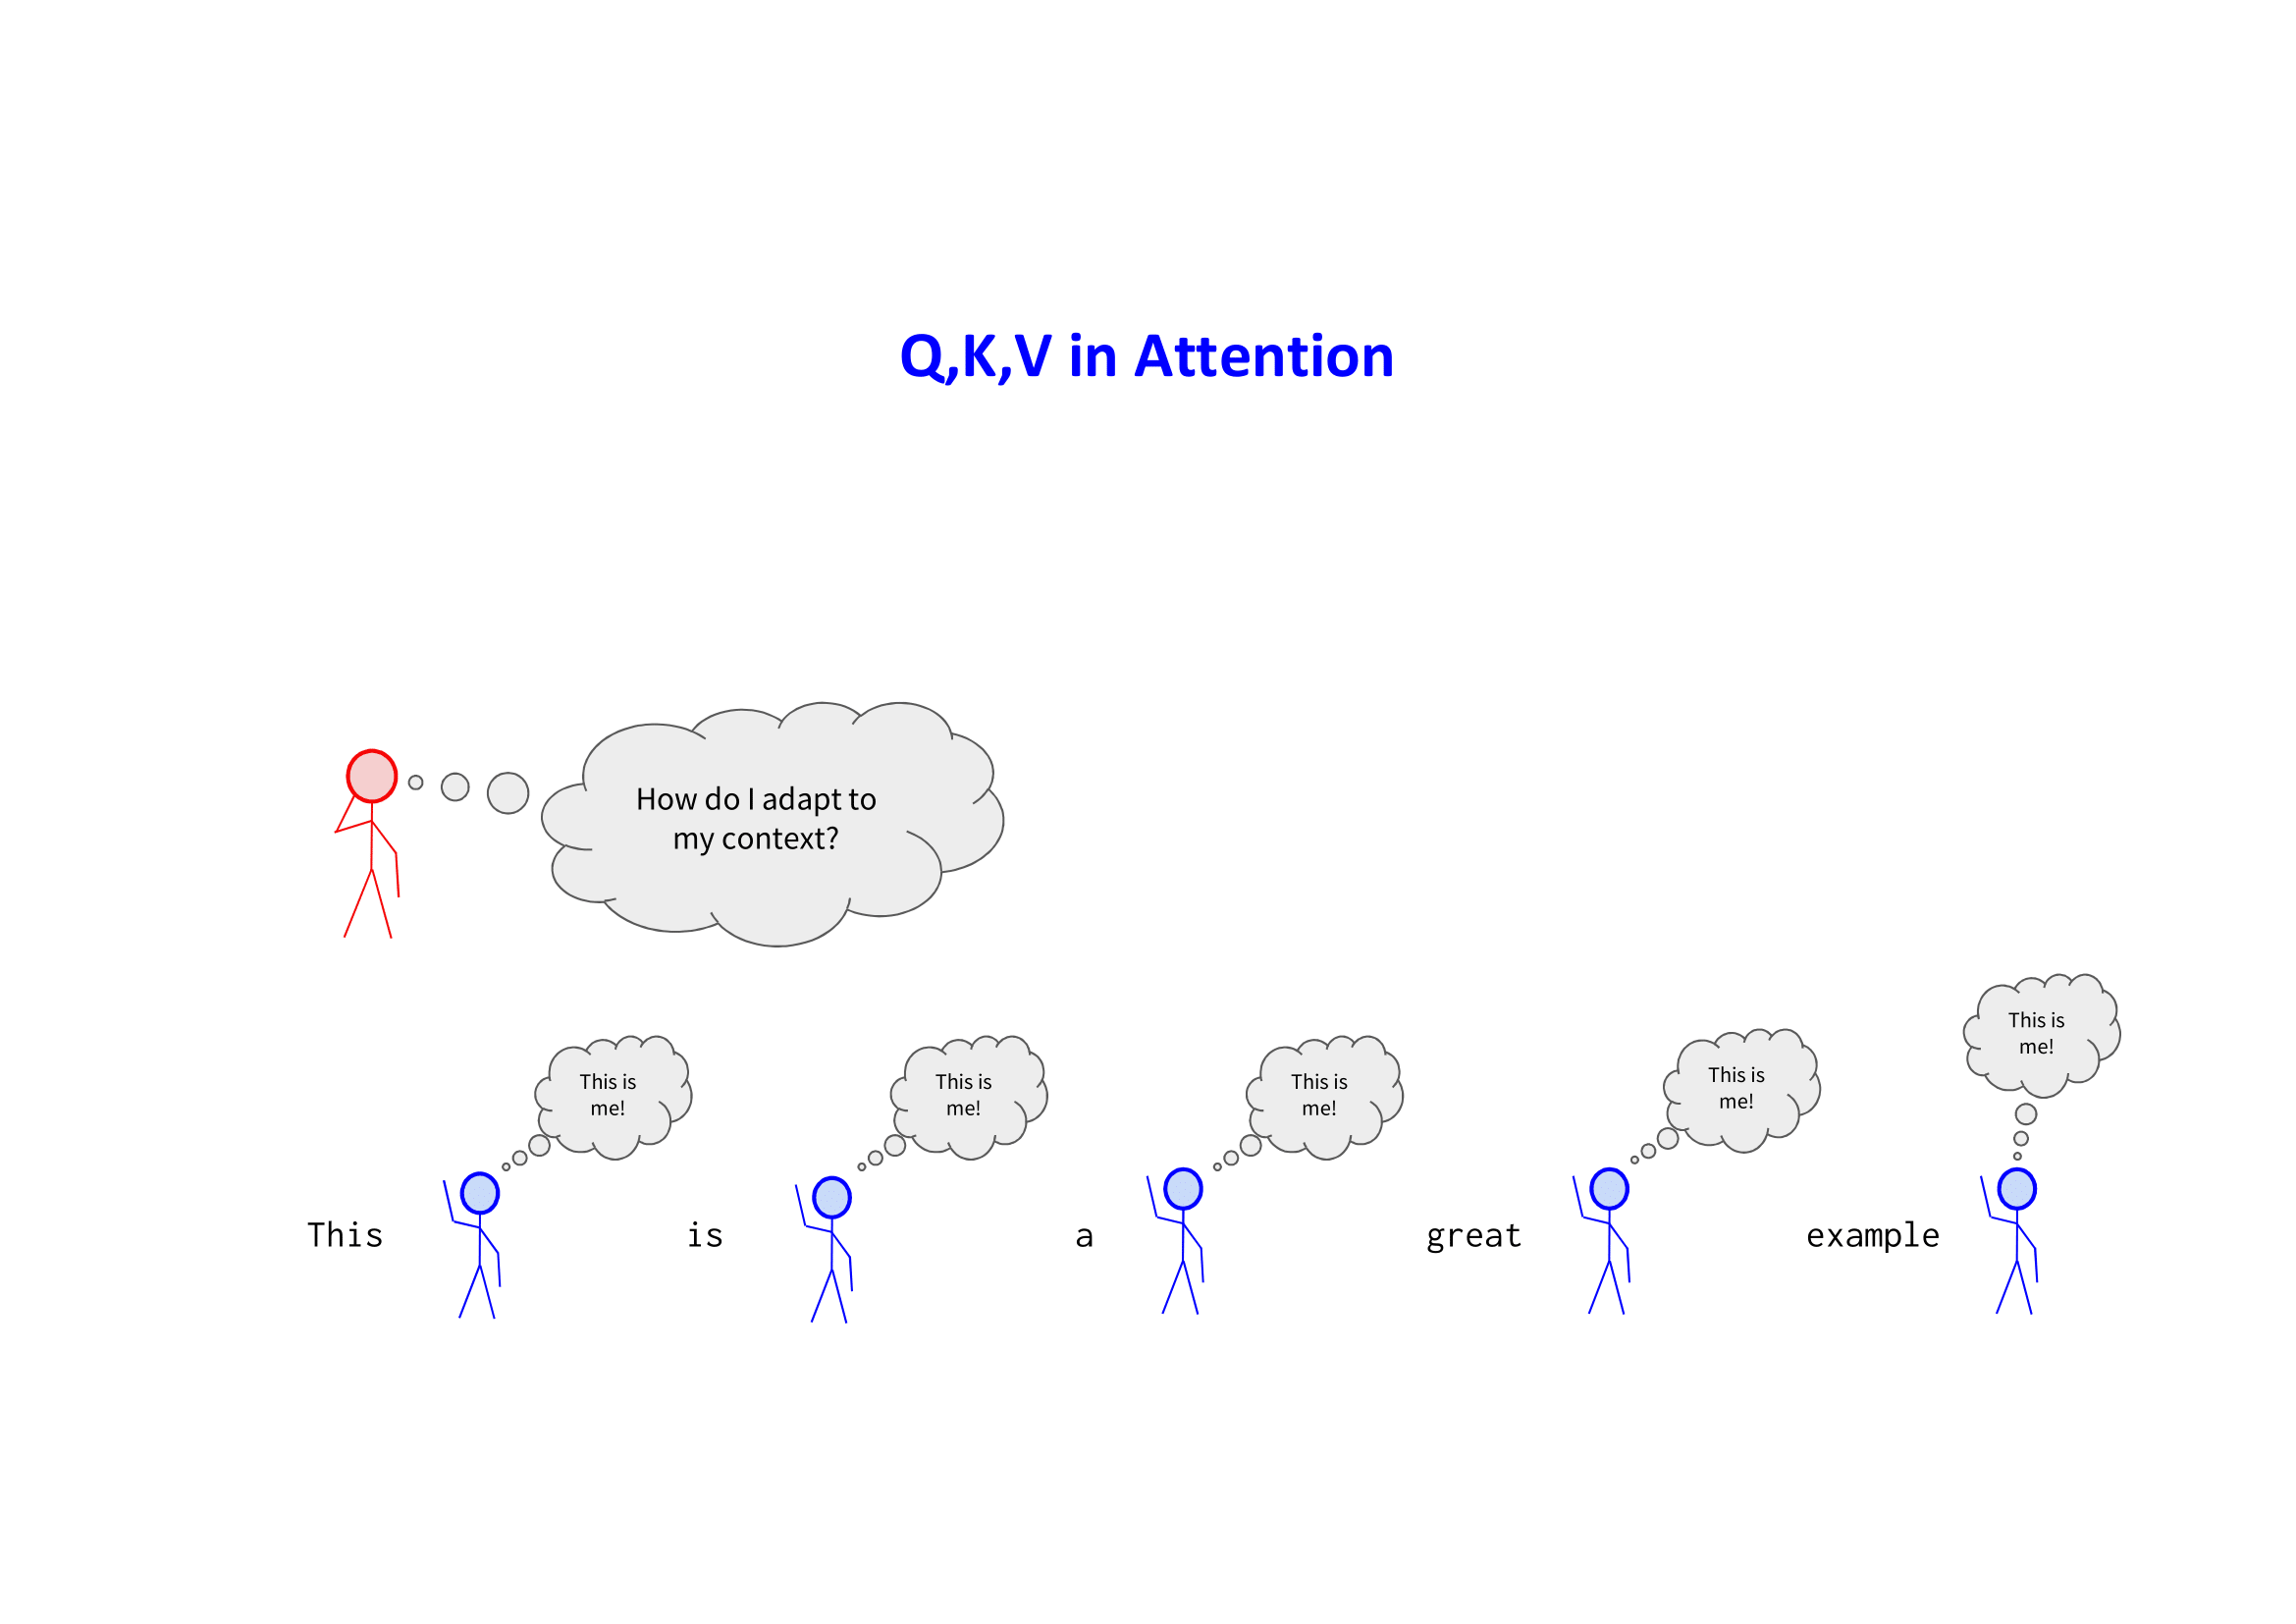 Q,K,V in Attention
How do I adapt to
my context?
This is
me!
This is
me!
This is
me!
This is
me!
This is
me!
This is a great example